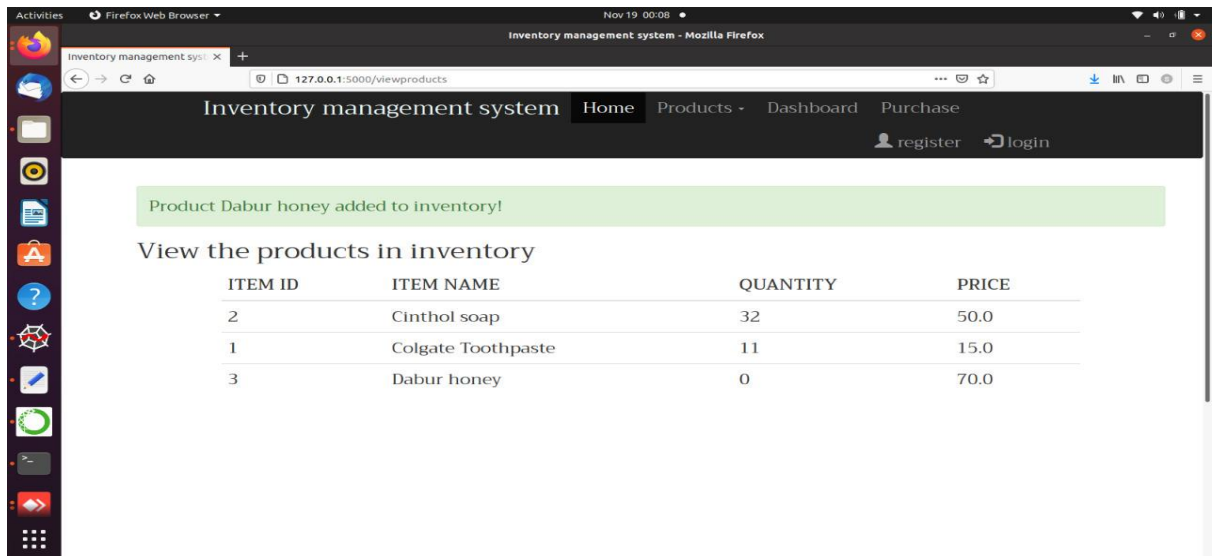 Activities Firefox Web Browser Nov 19 00:08
Inventory management system - Mozilla Firefox
Inventory management syst
127.0.0.1:5000/viewproducts
Inventory management system Home Products Dashboard Purchase
register login
Product Dabur honey added to inventory!
View the products in inventory
ITEM ID ITEM NAME QUANTITY PRICE
2 Cinthol soap 32 50.0
1 Colgate Toothpaste 11 15.0
3 Dabur honey 0 70.0